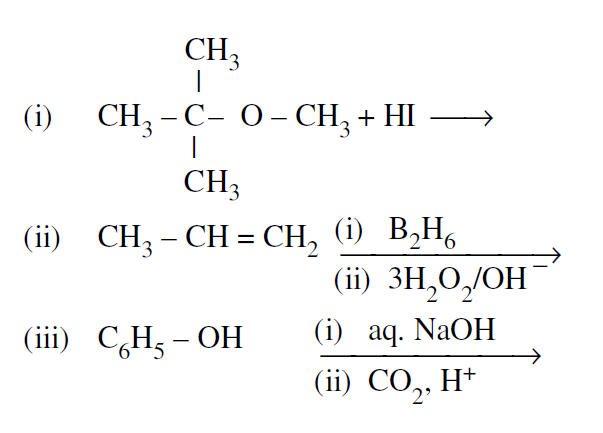 CH₃
|
(i) CH₃ – C – O – CH₃ + HI ⟶
|
CH₃
(ii) CH₃ – CH = CH₂ (i) B₂H₆
(ii) 3H₂O₂/OH⁻
(iii) C₆H₅ – OH (i) aq. NaOH
(ii) CO₂, H⁺